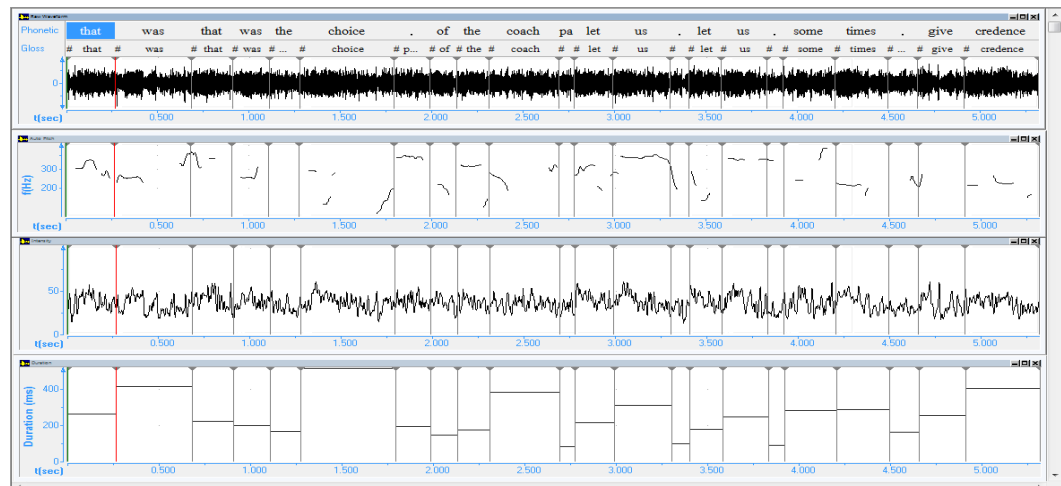 Raw Waveform
Phonetic that was that was the choice . of the coach pa let us . let us . some times . give credence
Gloss # that # was # that # was # ... # choice # p... # of # the # coach # # let # us # # let # us # # some # times # ... # give # credence
0
t(sec) 0.500 1.000 1.500 2.000 2.500 3.000 3.500 4.000 4.500 5.000
Auto Pitch
f(Hz)
300
200
t(sec) 0.500 1.000 1.500 2.000 2.500 3.000 3.500 4.000 4.500 5.000
Intensity
50
0
t(sec) 0.500 1.000 1.500 2.000 2.500 3.000 3.500 4.000 4.500 5.000
Duration
Duration (ms)
400
200
0
t(sec) 0.500 1.000 1.500 2.000 2.500 3.000 3.500 4.000 4.500 5.000